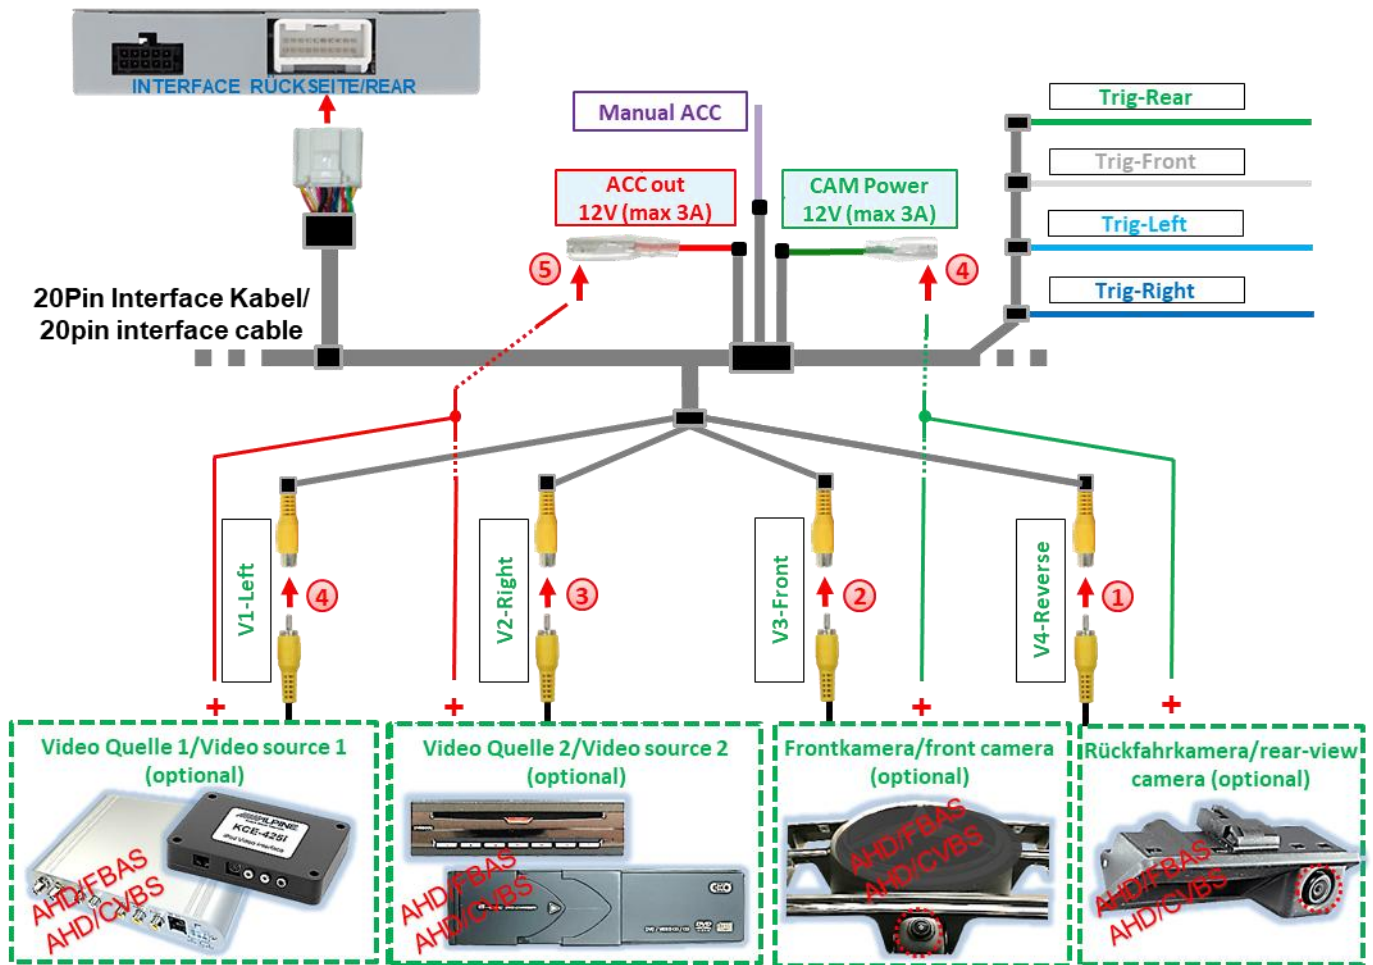 INTERFACE RÜCKSEITE/REAR
Manual ACC
ACC out
12V (max 3A)
CAM Power
12V (max 3A)
Trig-Rear
Trig-Front
Trig-Left
Trig-Right
5
4
20Pin Interface Kabel/
20pin interface cable
V1-Left
4
V2-Right
3
V3-Front
2
V4-Reverse
1
+
+
+
+
Video Quelle 1/Video source 1
(optional)
ALPINE
KCE-425i
iPod Video Interface
AHD/FBAS
AHD/CVBS
Video Quelle 2/Video source 2
(optional)
AHD/FBAS
AHD/CVBS
Frontkamera/front camera
(optional)
AHD/FBAS
AHD/CVBS
Rückfahrkamera/rear-view
camera (optional)
AHD/FBAS
AHD/CVBS